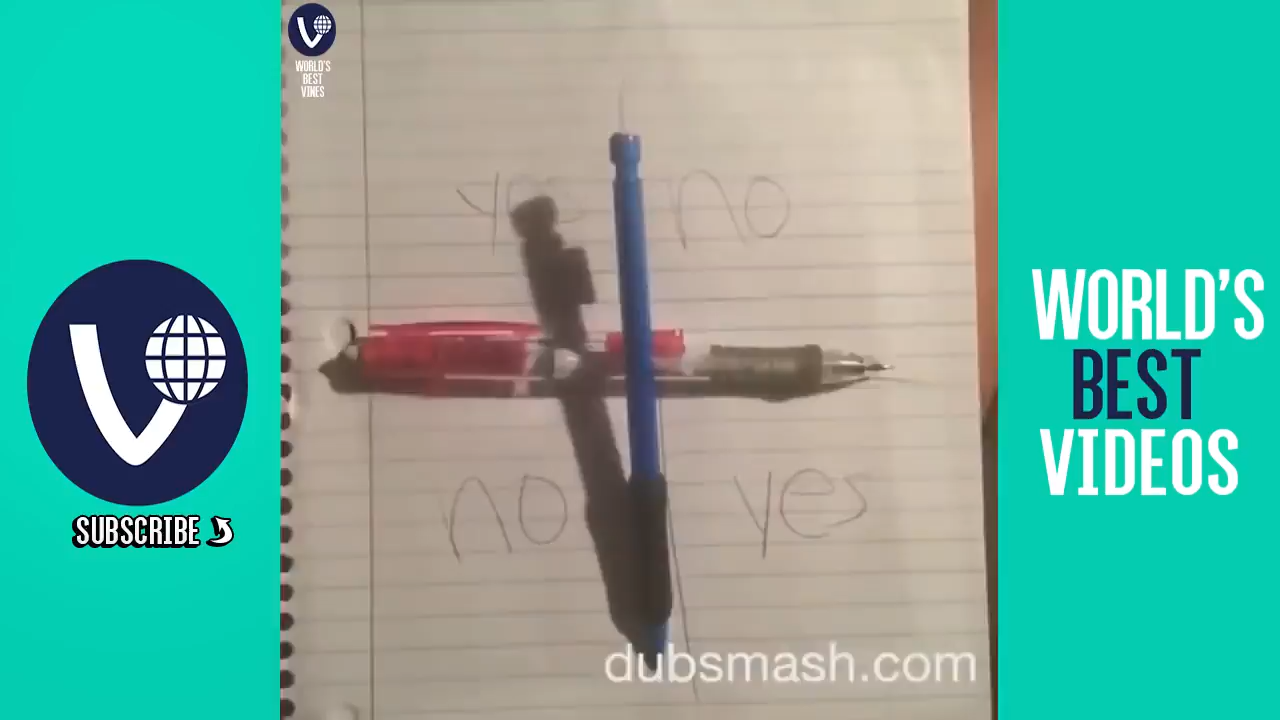 WORLD'S
BEST
VINES
yes no
no yes
dubsmash.com
SUBSCRIBE
WORLD'S
BEST
VIDEOS